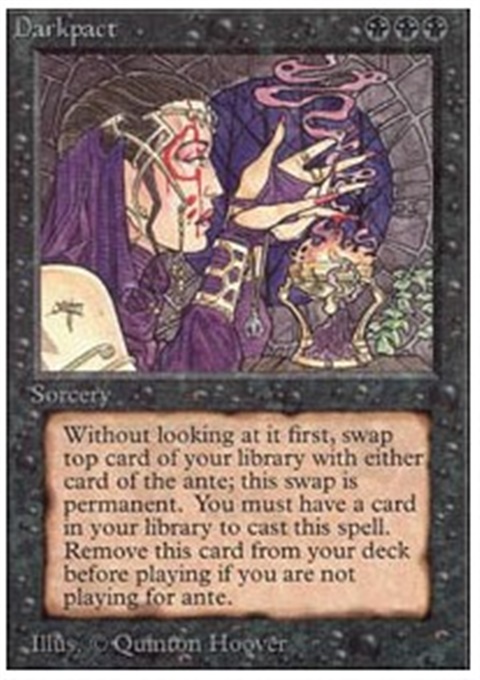 Darkpact
Sorcery
Without looking at it first, swap
top card of your library with either
card of the ante; this swap is
permanent. You must have a card
in your library to cast this spell.
Remove this card from your deck
before playing if you are not
playing for ante.
Illus. © Quinton Hoover